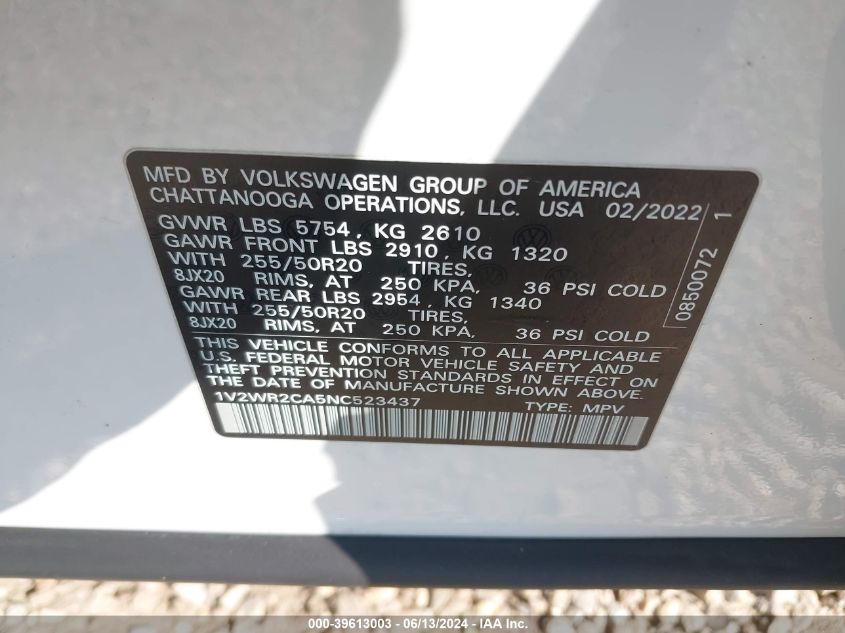 MFD BY VOLKSWAGEN GROUP OF AMERICA
CHATTANOOGA OPERATIONS, LLC. USA 02/2022
GVWR LBS 5754, KG 2610
GAWR FRONT LBS 2910, KG 1320
WITH 255/50R20 TIRES,
8JX20 RIMS, AT 250 KPA, 36 PSI COLD
GAWR REAR LBS 2954, KG 1340
WITH 255/50R20 TIRES,
8JX20 RIMS, AT 250 KPA, 36 PSI COLD
THIS VEHICLE CONFORMS TO ALL APPLICABLE
U.S. FEDERAL MOTOR VEHICLE SAFETY AND
THEFT PREVENTION STANDARDS IN EFFECT ON
THE DATE OF MANUFACTURE SHOWN ABOVE.
1V2WR2CA5NC523437 TYPE: MPV
0850072 1
000-39613003 - 06/13/2024 - IAA Inc.